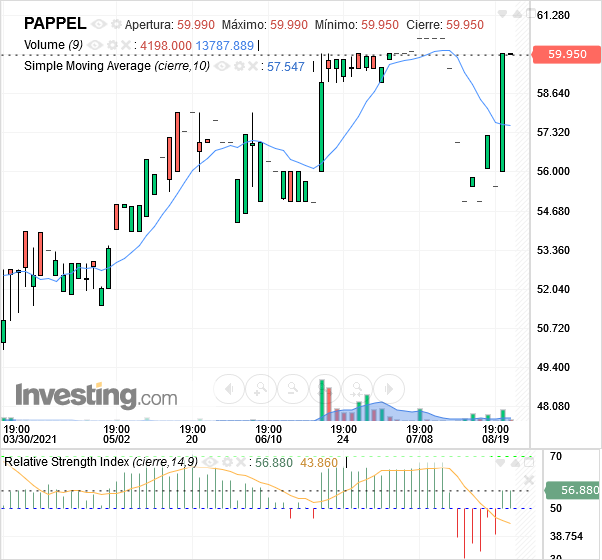 PAPPEL Apertura: 59.990 Máximo: 59.990 Mínimo: 59.950 Cierre: 59.950
Volume (9) : 4198.000 13787.889
Simple Moving Average (cierre,10) : 57.547
61.280
59.950
58.640
57.320
56.000
54.680
53.360
52.040
50.720
49.400
48.080
Investing.com
19:00 19:00 19:00 19:00 19:00 19:00 19:00
03/30/2021 05/02 20 06/10 24 07/08 08/19
Relative Strength Index (cierre,14,9) : 56.880 43.860
70
56.880
50
38.754
30